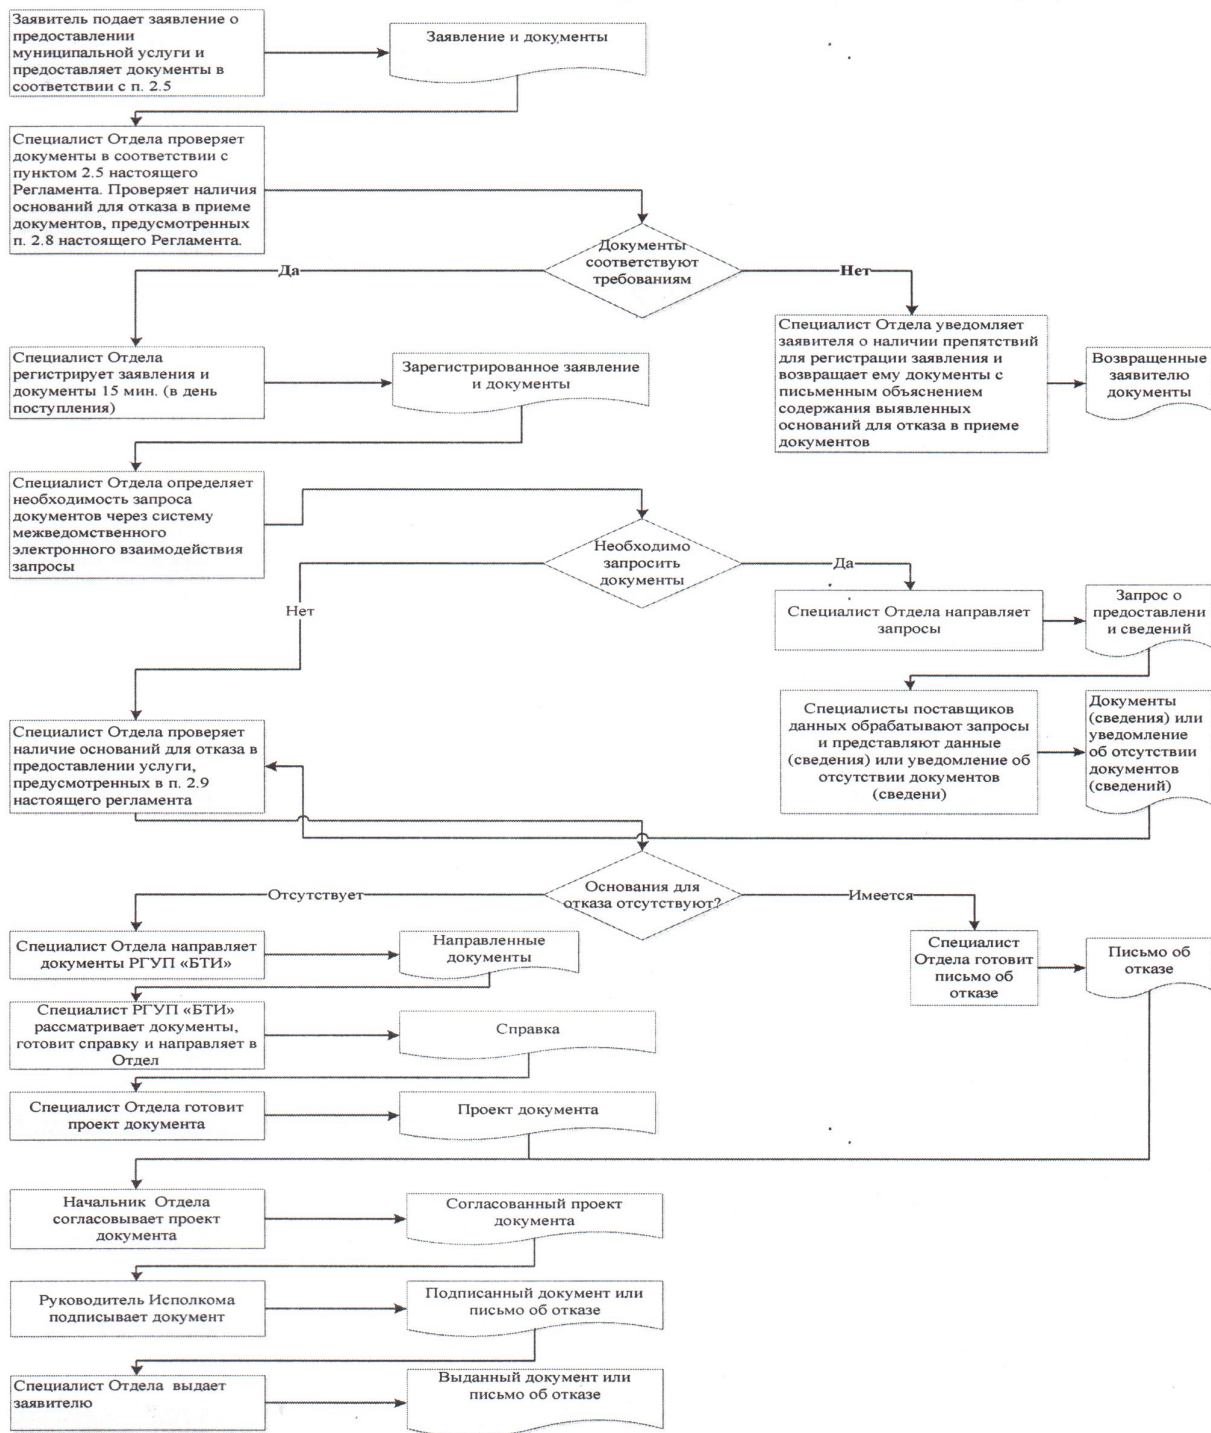 Заявитель подает заявление о
предоставлении
муниципальной услуги и
предоставляет документы в
соответствии с п. 2.5
Заявление и документы
Специалист Отдела проверяет
документы в соответствии с
пунктом 2.5 настоящего
Регламента. Проверяет наличия
оснований для отказа в приеме
документов, предусмотренных
п. 2.8 настоящего Регламента.
Документы
соответствуют
требованиям
Да
Нет
Специалист Отдела
регистрирует заявления и
документы 15 мин. (в день
поступления)
Зарегистрированное заявление
и документы
Специалист Отдела уведомляет
заявителя о наличии препятствий
для регистрации заявления и
возвращает ему документы с
письменным объяснением
содержания выявленных
оснований для отказа в приеме
документов
Возвращенные
заявителю
документы
Специалист Отдела определяет
необходимость запроса
документов через систему
межведомственного
электронного взаимодействия
запросы
Необходимо
запросить
документы
Да
Нет
Специалист Отдела направляет
запросы
Запрос о
предоставлени
и сведений
Специалисты поставщиков
данных обрабатывают запросы
и представляют данные
(сведения) или уведомление об
отсутствии документов
(сведени)
Документы
(сведения) или
уведомление
об отсутствии
документов
(сведений)
Специалист Отдела проверяет
наличие оснований для отказа в
предоставлении услуги,
предусмотренных в п. 2.9
настоящего регламента
Основания для
отказа отсутствуют?
Отсутствует
Имеется
Специалист Отдела направляет
документы РГУП «БТИ»
Направленные
документы
Специалист
Отдела готовит
письмо об
отказе
Письмо об
отказе
Специалист РГУП «БТИ»
рассматривает документы,
готовит справку и направляет в
Отдел
Справка
Специалист Отдела готовит
проект документа
Проект документа
Начальник  Отдела
согласовывает проект
документа
Согласованный проект
документа
Руководитель Исполкома
подписывает документ
Подписанный документ или
письмо об отказе
Специалист Отдела  выдает
заявителю
Выданный документ или
письмо об отказе